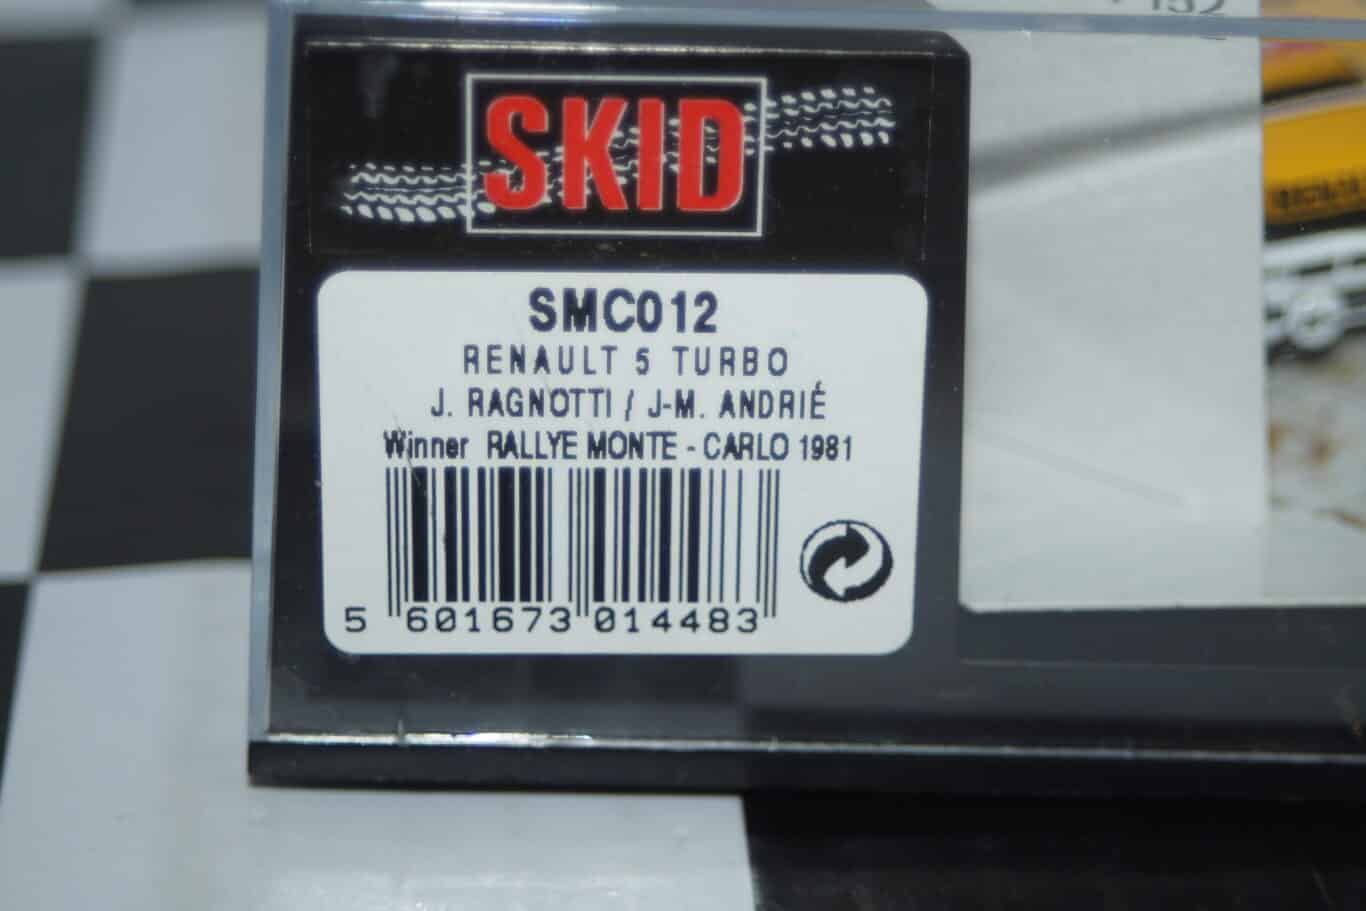 SKID
SMC012
RENAULT 5 TURBO
J. RAGNOTTI / J-M. ANDRIÉ
Winner RALLYE MONTE - CARLO 1981
5 601673 014483